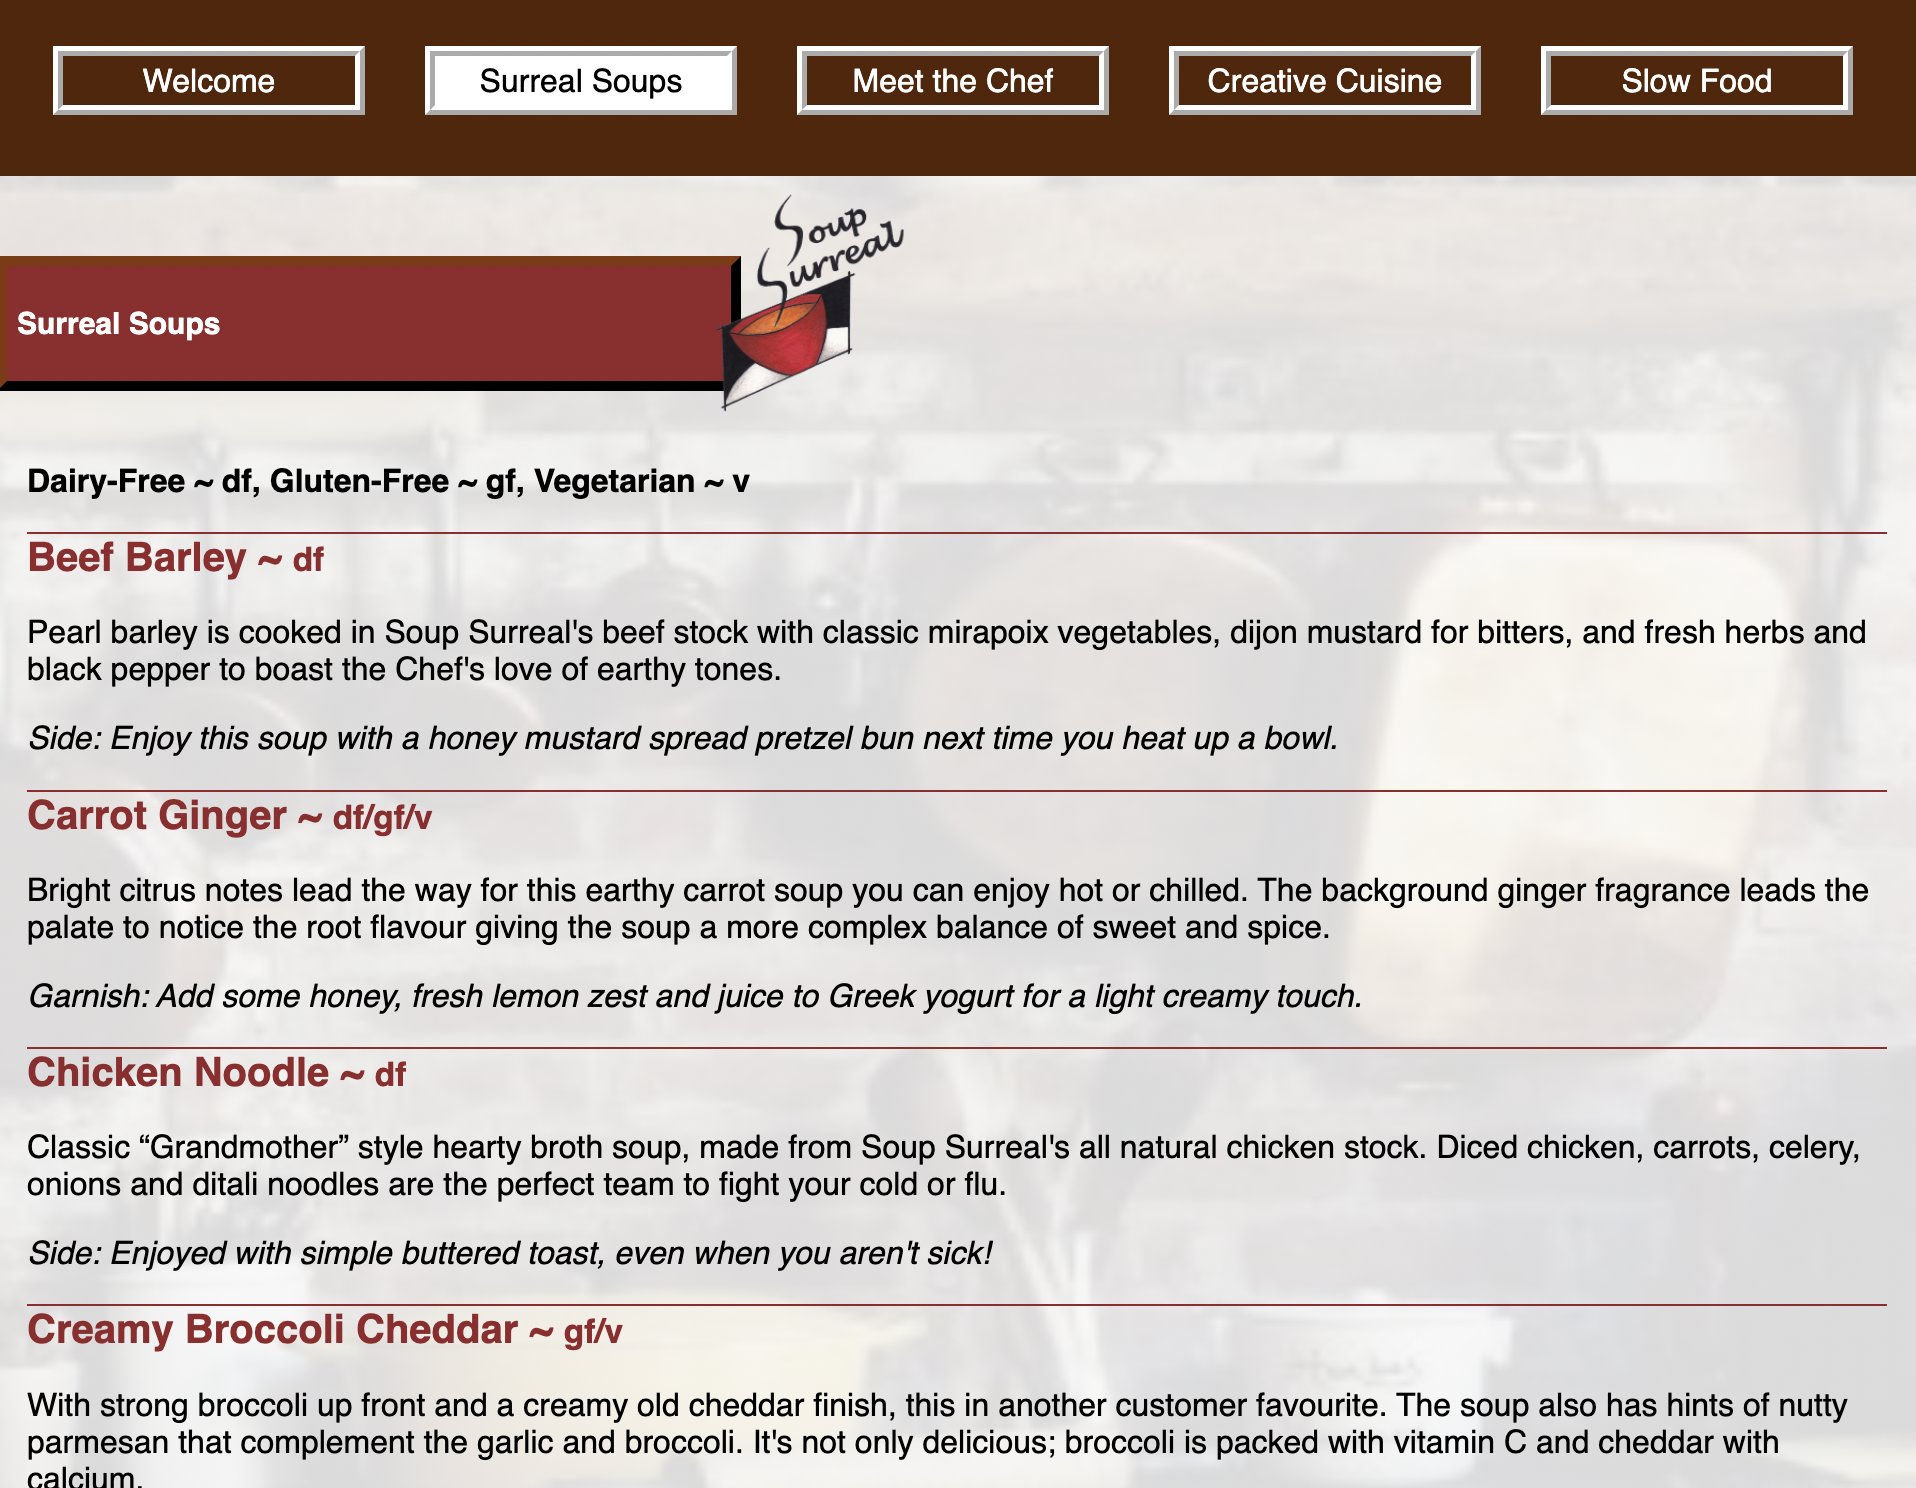 Welcome
Surreal Soups
Meet the Chef
Creative Cuisine
Slow Food
Soup
Surreal
Surreal Soups
Dairy-Free ~ df, Gluten-Free ~ gf, Vegetarian ~ v
Beef Barley ~ df
Pearl barley is cooked in Soup Surreal's beef stock with classic mirapoix vegetables, dijon mustard for bitters, and fresh herbs and
black pepper to boast the Chef's love of earthy tones.
Side: Enjoy this soup with a honey mustard spread pretzel bun next time you heat up a bowl.
Carrot Ginger ~ df/gf/v
Bright citrus notes lead the way for this earthy carrot soup you can enjoy hot or chilled. The background ginger fragrance leads the
palate to notice the root flavour giving the soup a more complex balance of sweet and spice.
Garnish: Add some honey, fresh lemon zest and juice to Greek yogurt for a light creamy touch.
Chicken Noodle ~ df
Classic “Grandmother” style hearty broth soup, made from Soup Surreal's all natural chicken stock. Diced chicken, carrots, celery,
onions and ditali noodles are the perfect team to fight your cold or flu.
Side: Enjoyed with simple buttered toast, even when you aren't sick!
Creamy Broccoli Cheddar ~ gf/v
With strong broccoli up front and a creamy old cheddar finish, this in another customer favourite. The soup also has hints of nutty
parmesan that complement the garlic and broccoli. It's not only delicious; broccoli is packed with vitamin C and cheddar with
calcium.